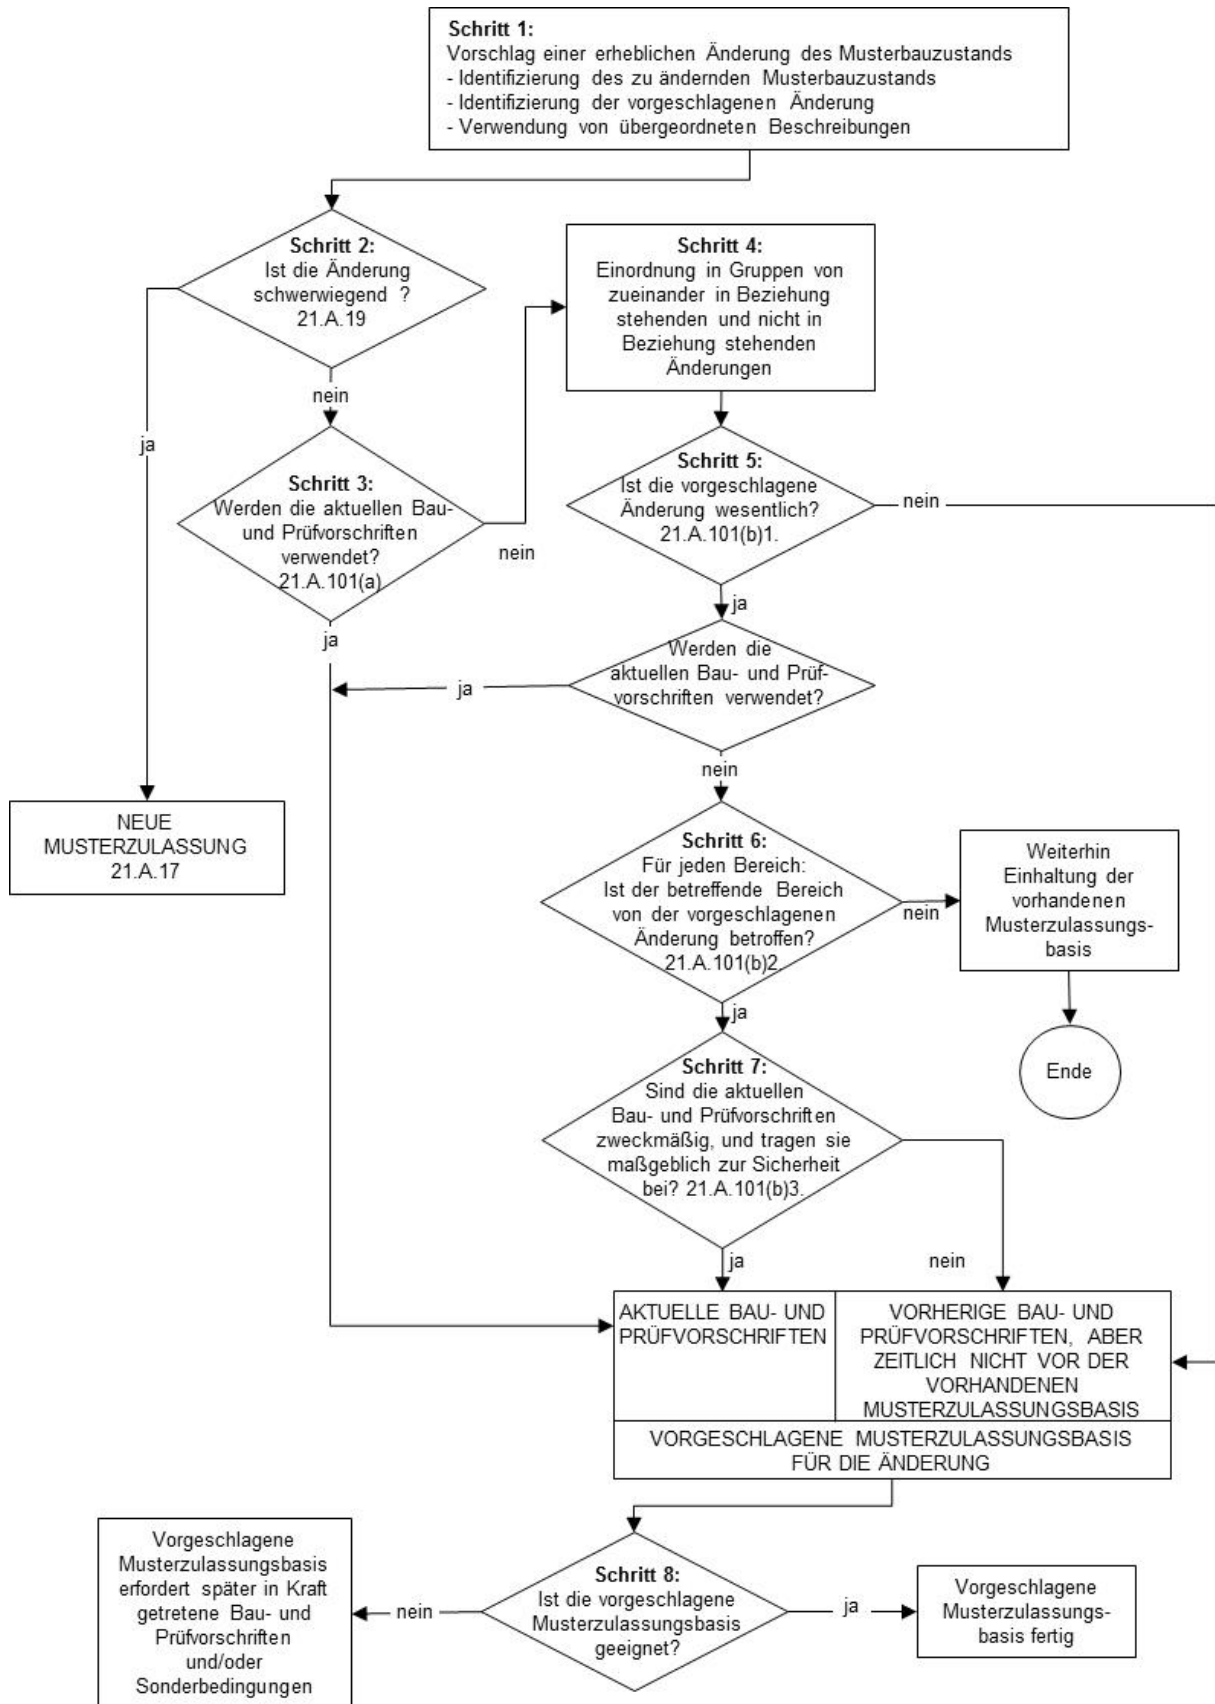 Schritt 1:
Vorschlag einer erheblichen Änderung des Musterbauzustands
- Identifizierung des zu ändernden Musterbauzustands
- Identifizierung der vorgeschlagenen Änderung
- Verwendung von übergeordneten Beschreibungen
Schritt 2:
Ist die Änderung
schwerwiegend ?
21.A.19
ja
nein
Schritt 3:
Werden die aktuellen Bau-
und Prüfvorschriften
verwendet?
21.A.101(a)
nein
ja
Schritt 4:
Einordnung in Gruppen von
zueinander in Beziehung
stehenden und nicht in
Beziehung stehenden
Änderungen
Schritt 5:
Ist die vorgeschlagene
Änderung wesentlich?
21.A.101(b)1.
nein
ja
Werden die
aktuellen Bau- und Prüf-
vorschriften verwendet?
ja
nein
NEUE
MUSTERZULASSUNG
21.A.17
Schritt 6:
Für jeden Bereich:
Ist der betreffende Bereich
von der vorgeschlagenen
Änderung betroffen?
21.A.101(b)2.
nein
ja
Weiterhin
Einhaltung der
vorhandenen
Musterzulassungs-
basis
Ende
Schritt 7:
Sind die aktuellen
Bau- und Prüfvorschriften
zweckmäßig, und tragen sie
maßgeblich zur Sicherheit
bei? 21.A.101(b)3.
ja
nein
AKTUELLE BAU- UND
PRÜFVORSCHRIFTEN
VORHERIGE BAU- UND
PRÜFVORSCHRIFTEN, ABER
ZEITLICH NICHT VOR DER
VORHANDENEN
MUSTERZULASSUNGSBASIS
VORGESCHLAGENE MUSTERZULASSUNGSBASIS
FÜR DIE ÄNDERUNG
Schritt 8:
Ist die vorgeschlagene
Musterzulassungsbasis
geeignet?
nein
ja
Vorgeschlagene
Musterzulassungsbasis
erfordert später in Kraft
getretene Bau- und
Prüfvorschriften
und/oder
Sonderbedingungen
Vorgeschlagene
Musterzulassungs-
basis fertig